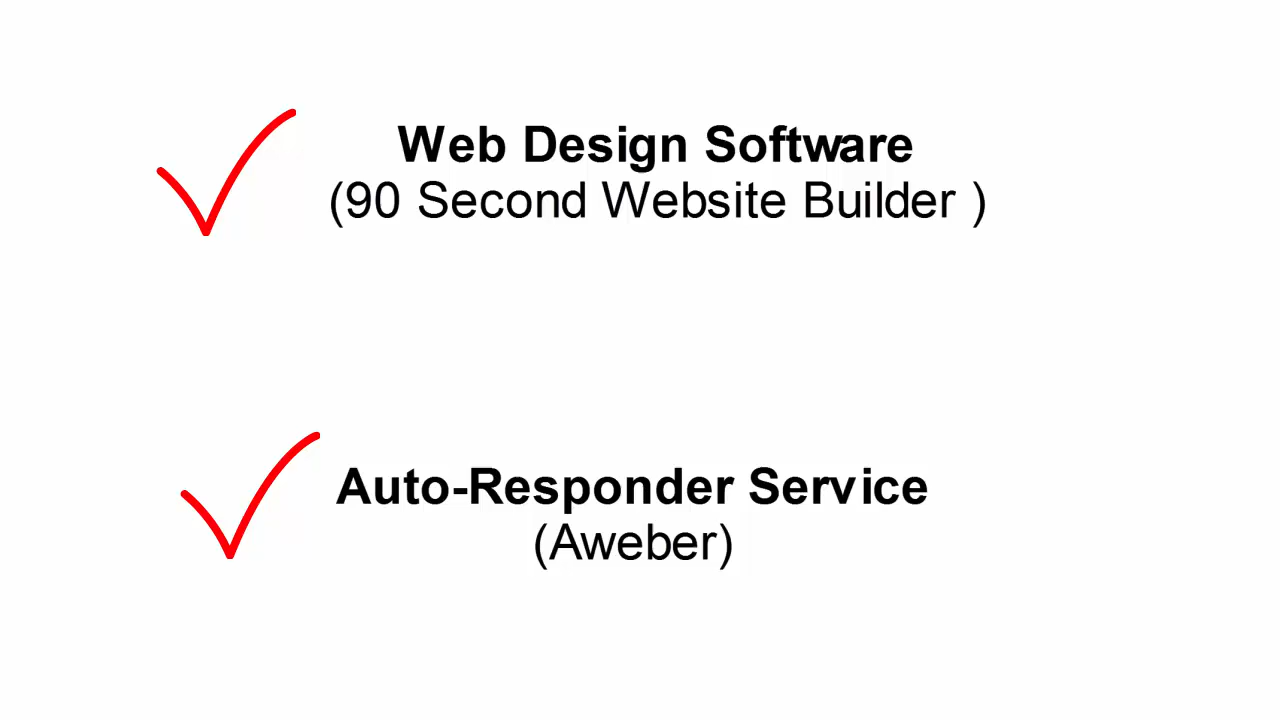 Web Design Software
(90 Second Website Builder )
Auto-Responder Service
(Aweber)